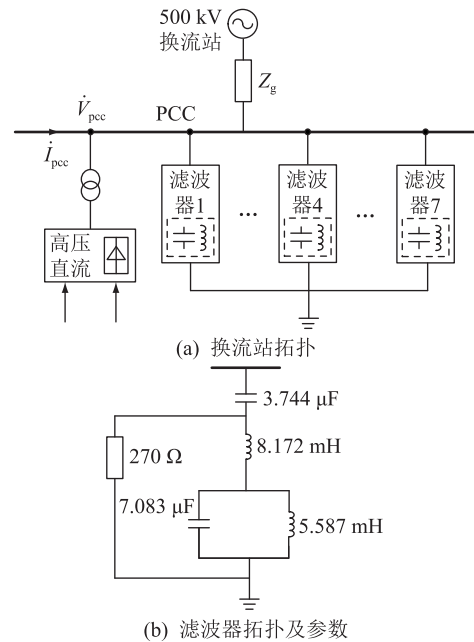 500 kV
换流站
Z_g
V̇_pcc
PCC
İ_pcc
滤波器1
滤波器4
滤波器7
...
...
高压直流
(a) 换流站拓扑
3.744 μF
270 Ω
8.172 mH
7.083 μF
5.587 mH
(b) 滤波器拓扑及参数